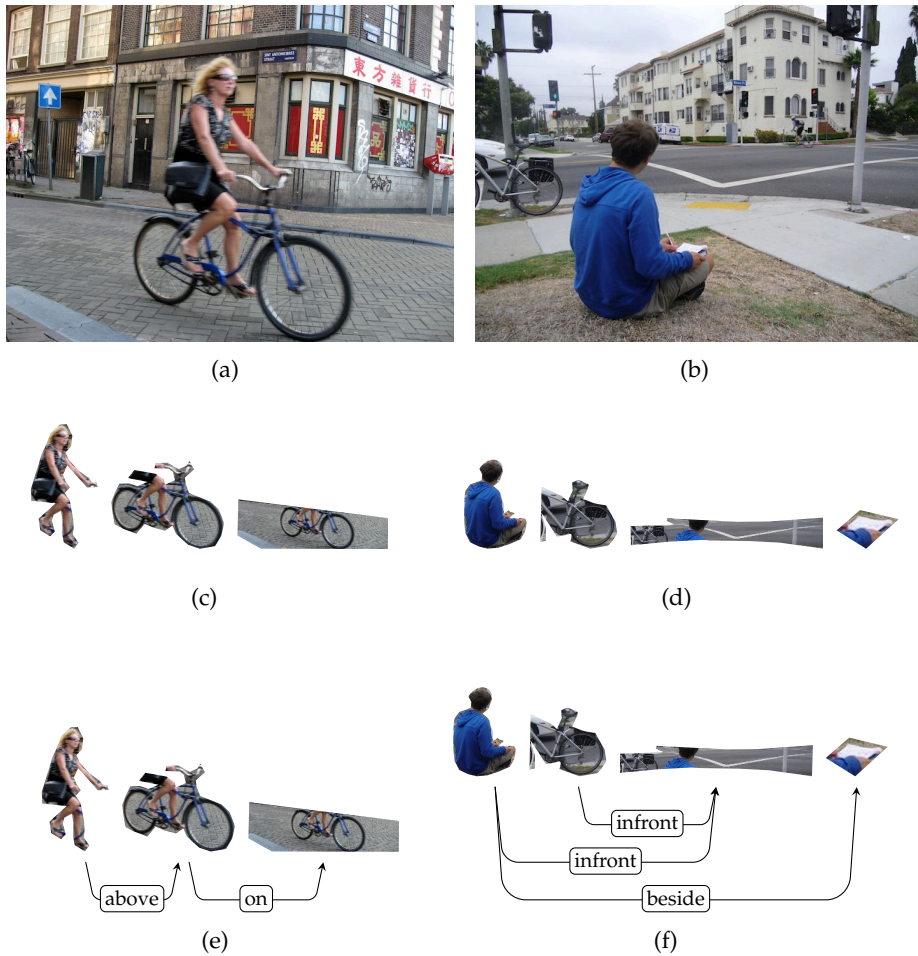 東方雜貨行
(a)
(b)
(c)
(d)
infront
infront
above
on
beside
(e)
(f)